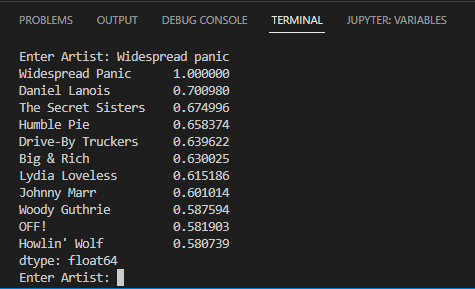 PROBLEMS OUTPUT DEBUG CONSOLE TERMINAL JUPYTER: VARIABLES
Enter Artist: Widespread panic
Widespread Panic 1.000000
Daniel Lanois 0.700980
The Secret Sisters 0.674996
Humble Pie 0.658374
Drive-By Truckers 0.639622
Big & Rich 0.630025
Lydia Loveless 0.615186
Johnny Marr 0.601014
Woody Guthrie 0.587594
OFF! 0.581903
Howlin' Wolf 0.580739
dtype: float64
Enter Artist: